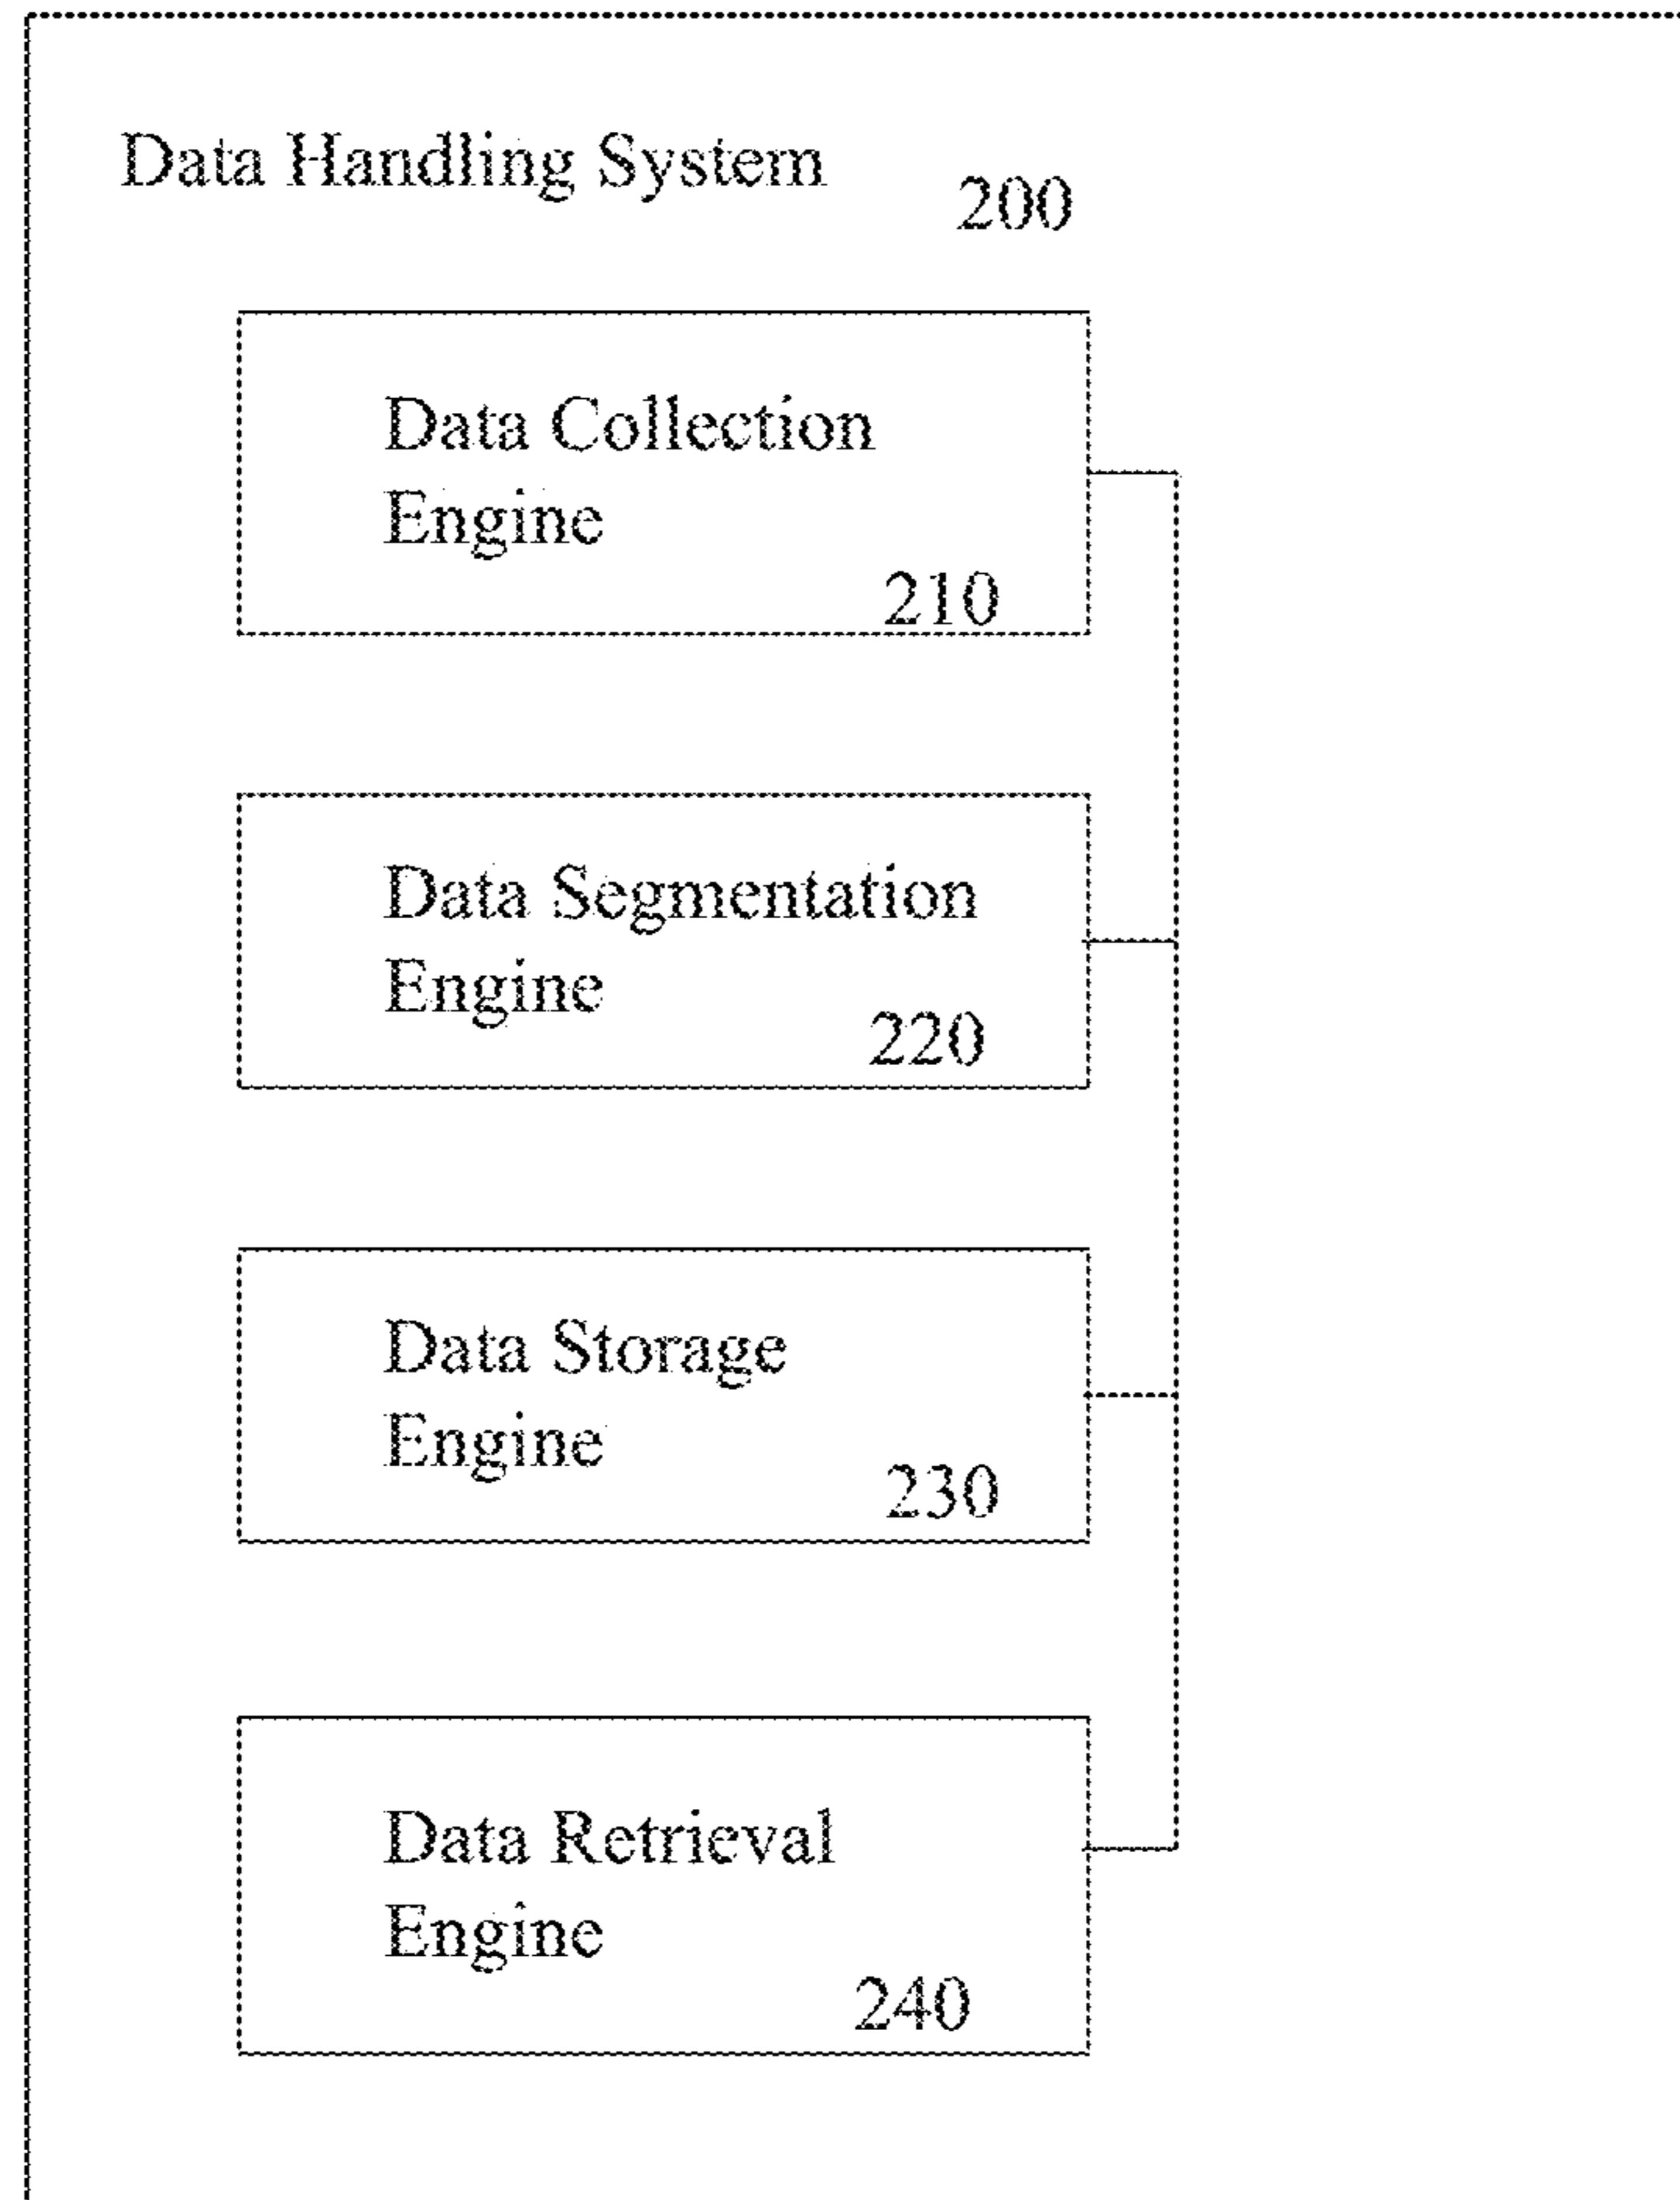 Data Handling System
200
Data Collection
Engine
210
Data Segmentation
Engine
220
Data Storage
Engine
230
Data Retrieval
Engine
240